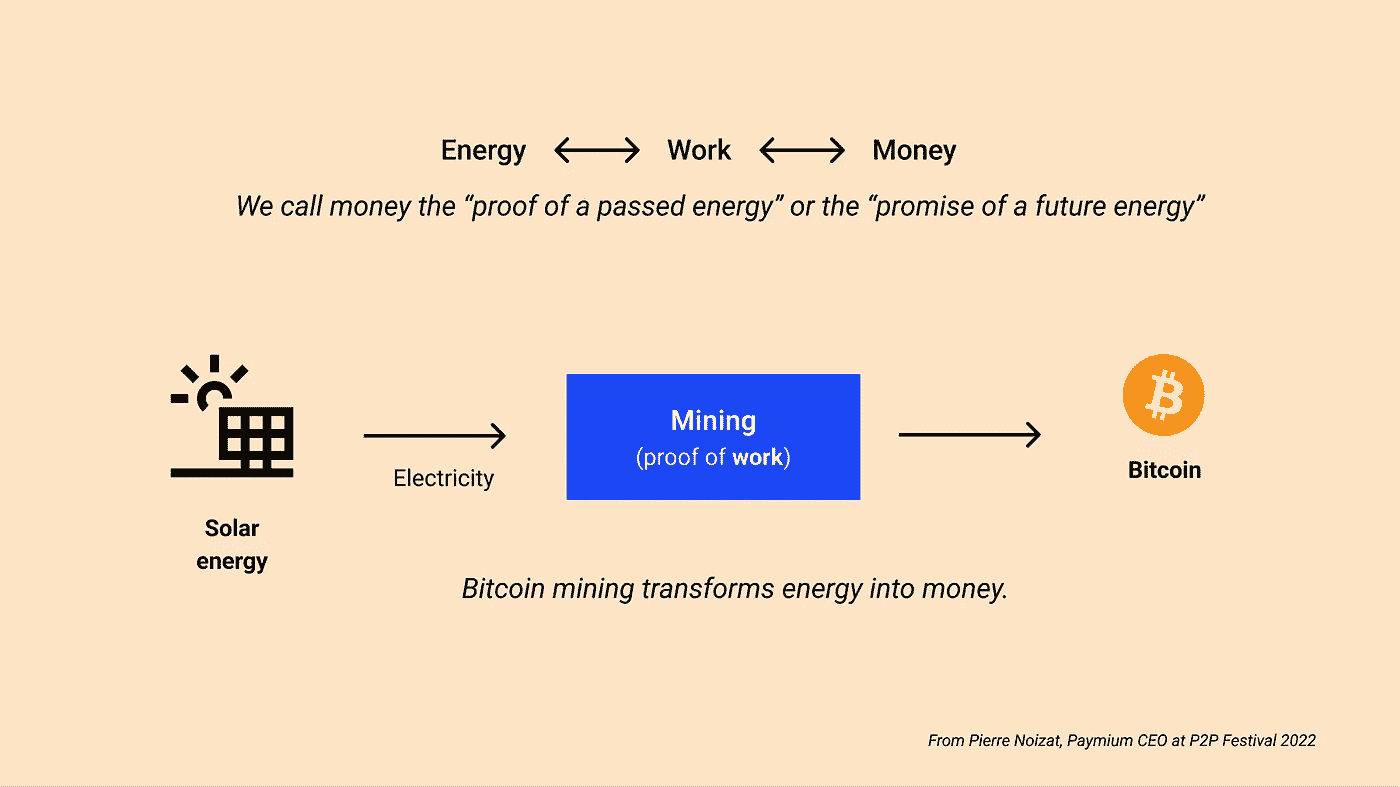 Energy Work Money
We call money the “proof of a passed energy” or the “promise of a future energy”
Mining
(proof of work)
Electricity
Bitcoin
Solar
energy
Bitcoin mining transforms energy into money.
From Pierre Noizat, Paymium CEO at P2P Festival 2022